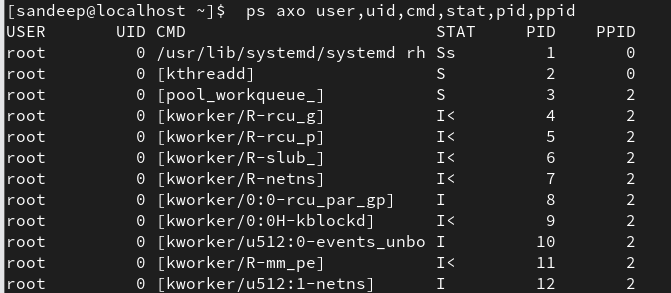 [sandeep@localhost ~]$  ps axo user,uid,cmd,stat,pid,ppid
USER       UID CMD                         STAT     PID    PPID
root         0 /usr/lib/systemd/systemd rh Ss         1       0
root         0 [kthreadd]                  S          2       0
root         0 [pool_workqueue_]           S          3       2
root         0 [kworker/R-rcu_g]           I<         4       2
root         0 [kworker/R-rcu_p]           I<         5       2
root         0 [kworker/R-slub_]           I<         6       2
root         0 [kworker/R-netns]           I<         7       2
root         0 [kworker/0:0-rcu_par_gp]    I          8       2
root         0 [kworker/0:0H-kblockd]      I<         9       2
root         0 [kworker/u512:0-events_unbo I         10       2
root         0 [kworker/R-mm_pe]           I<        11       2
root         0 [kworker/u512:1-netns]      I         12       2